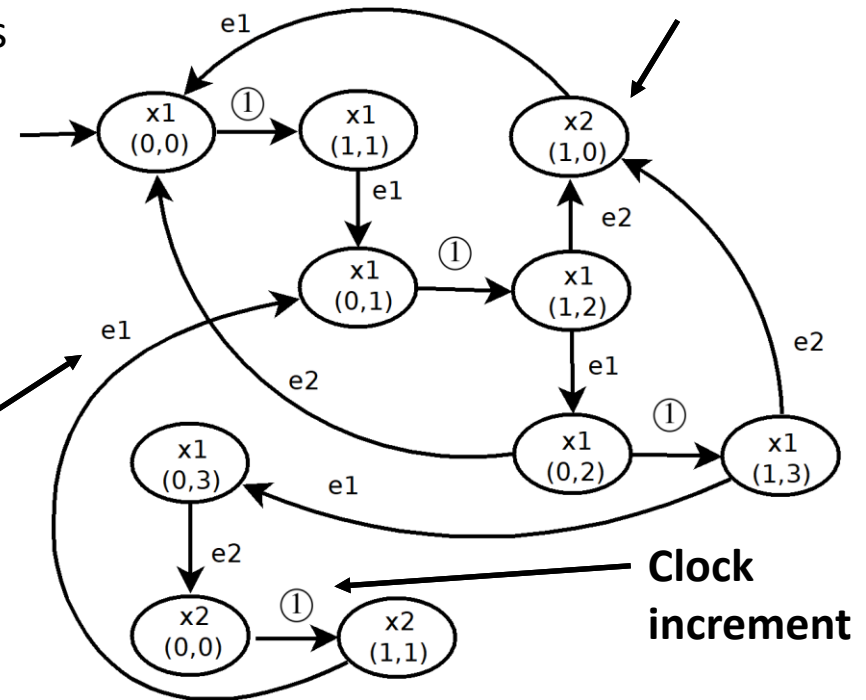 s
e1
x1
(0,0)
①
x1
(1,1)
x2
(1,0)
e1
e2
x1
(0,1)
①
x1
(1,2)
e1
e2
e1
e2
x1
(0,2)
①
x1
(1,3)
x1
(0,3)
e1
e2
x2
(0,0)
①
x2
(1,1)
Clock
increment